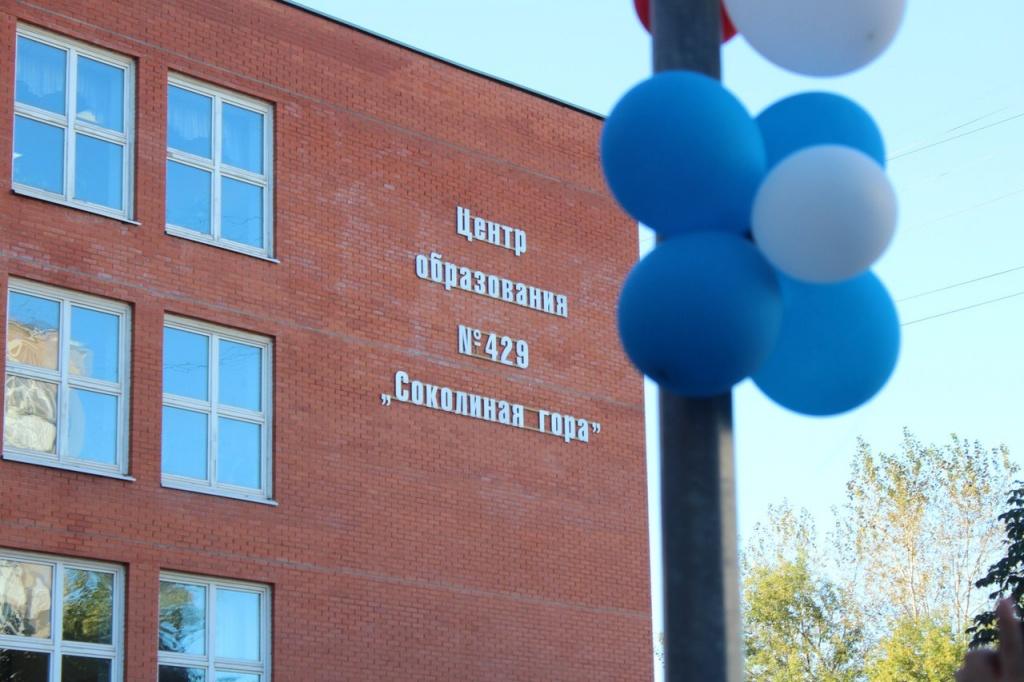 Центр
образования
№429
„Соколиная гора”